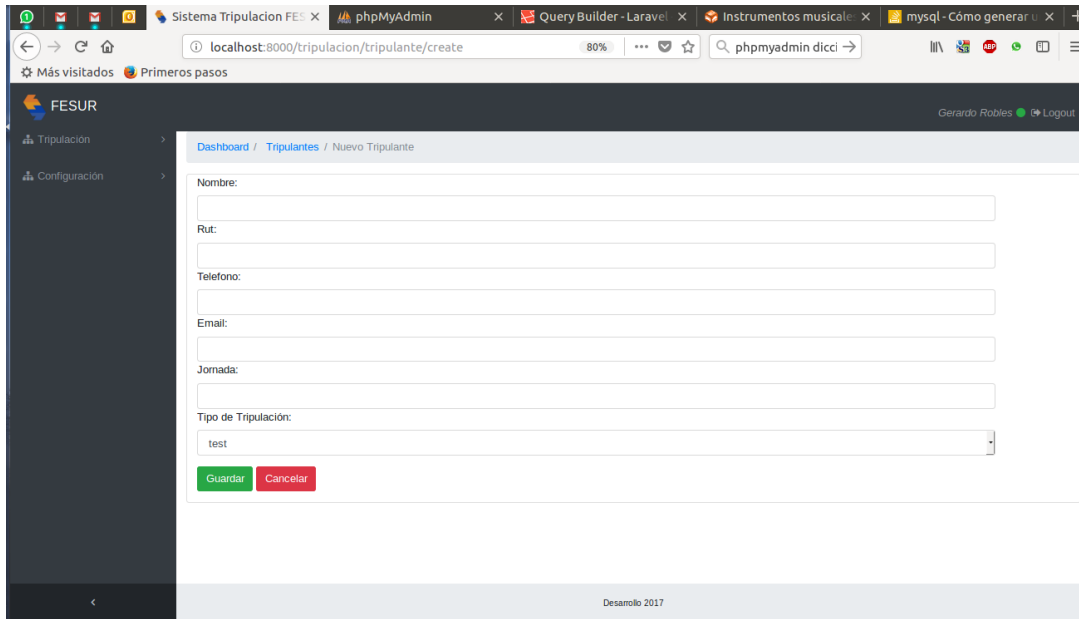 Sistema Tripulacion FES
phpMyAdmin
Query Builder - Laravel
Instrumentos musicale
mysql - Cómo generar u
localhost:8000/tripulacion/tripulante/create
80%
phpmyadmin dicci
Más visitados
Primeros pasos
FESUR
Gerardo Robles
Logout
Tripulación
Configuración
Dashboard / Tripulantes / Nuevo Tripulante
Nombre:
Rut:
Telefono:
Email:
Jornada:
Tipo de Tripulación:
test
Guardar
Cancelar
Desarrollo 2017